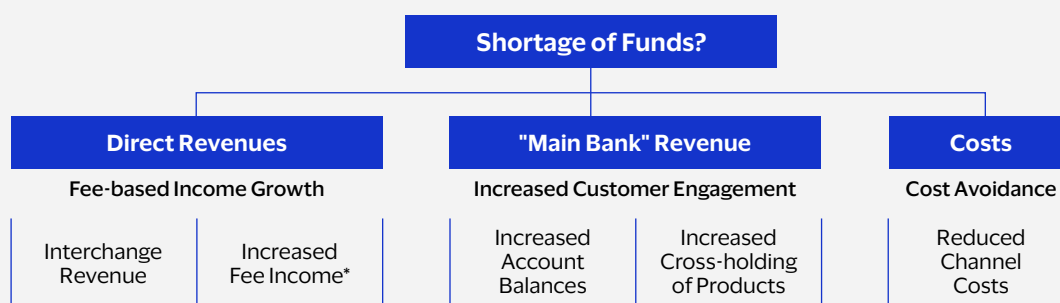 Shortage of Funds?
Direct Revenues
"Main Bank" Revenue
Costs
Fee-based Income Growth
Increased Customer Engagement
Cost Avoidance
Interchange
Revenue
Increased
Fee Income*
Increased
Account
Balances
Increased
Cross-holding
of Products
Reduced
Channel
Costs